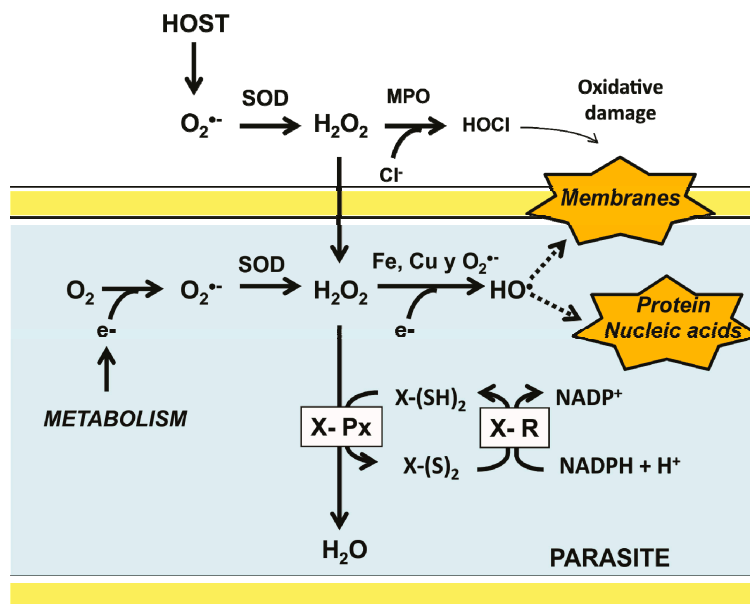 HOST
O₂•- SOD H₂O₂ MPO HOCl
Cl-
Oxidative
damage
Membranes
O₂ O₂•- SOD H₂O₂ Fe, Cu y O₂•- HO•
e- e-
Protein
Nucleic acids
METABOLISM
X-(SH)₂ NADP⁺
X- Px X- R
X-(S)₂ NADPH + H⁺
H₂O
PARASITE